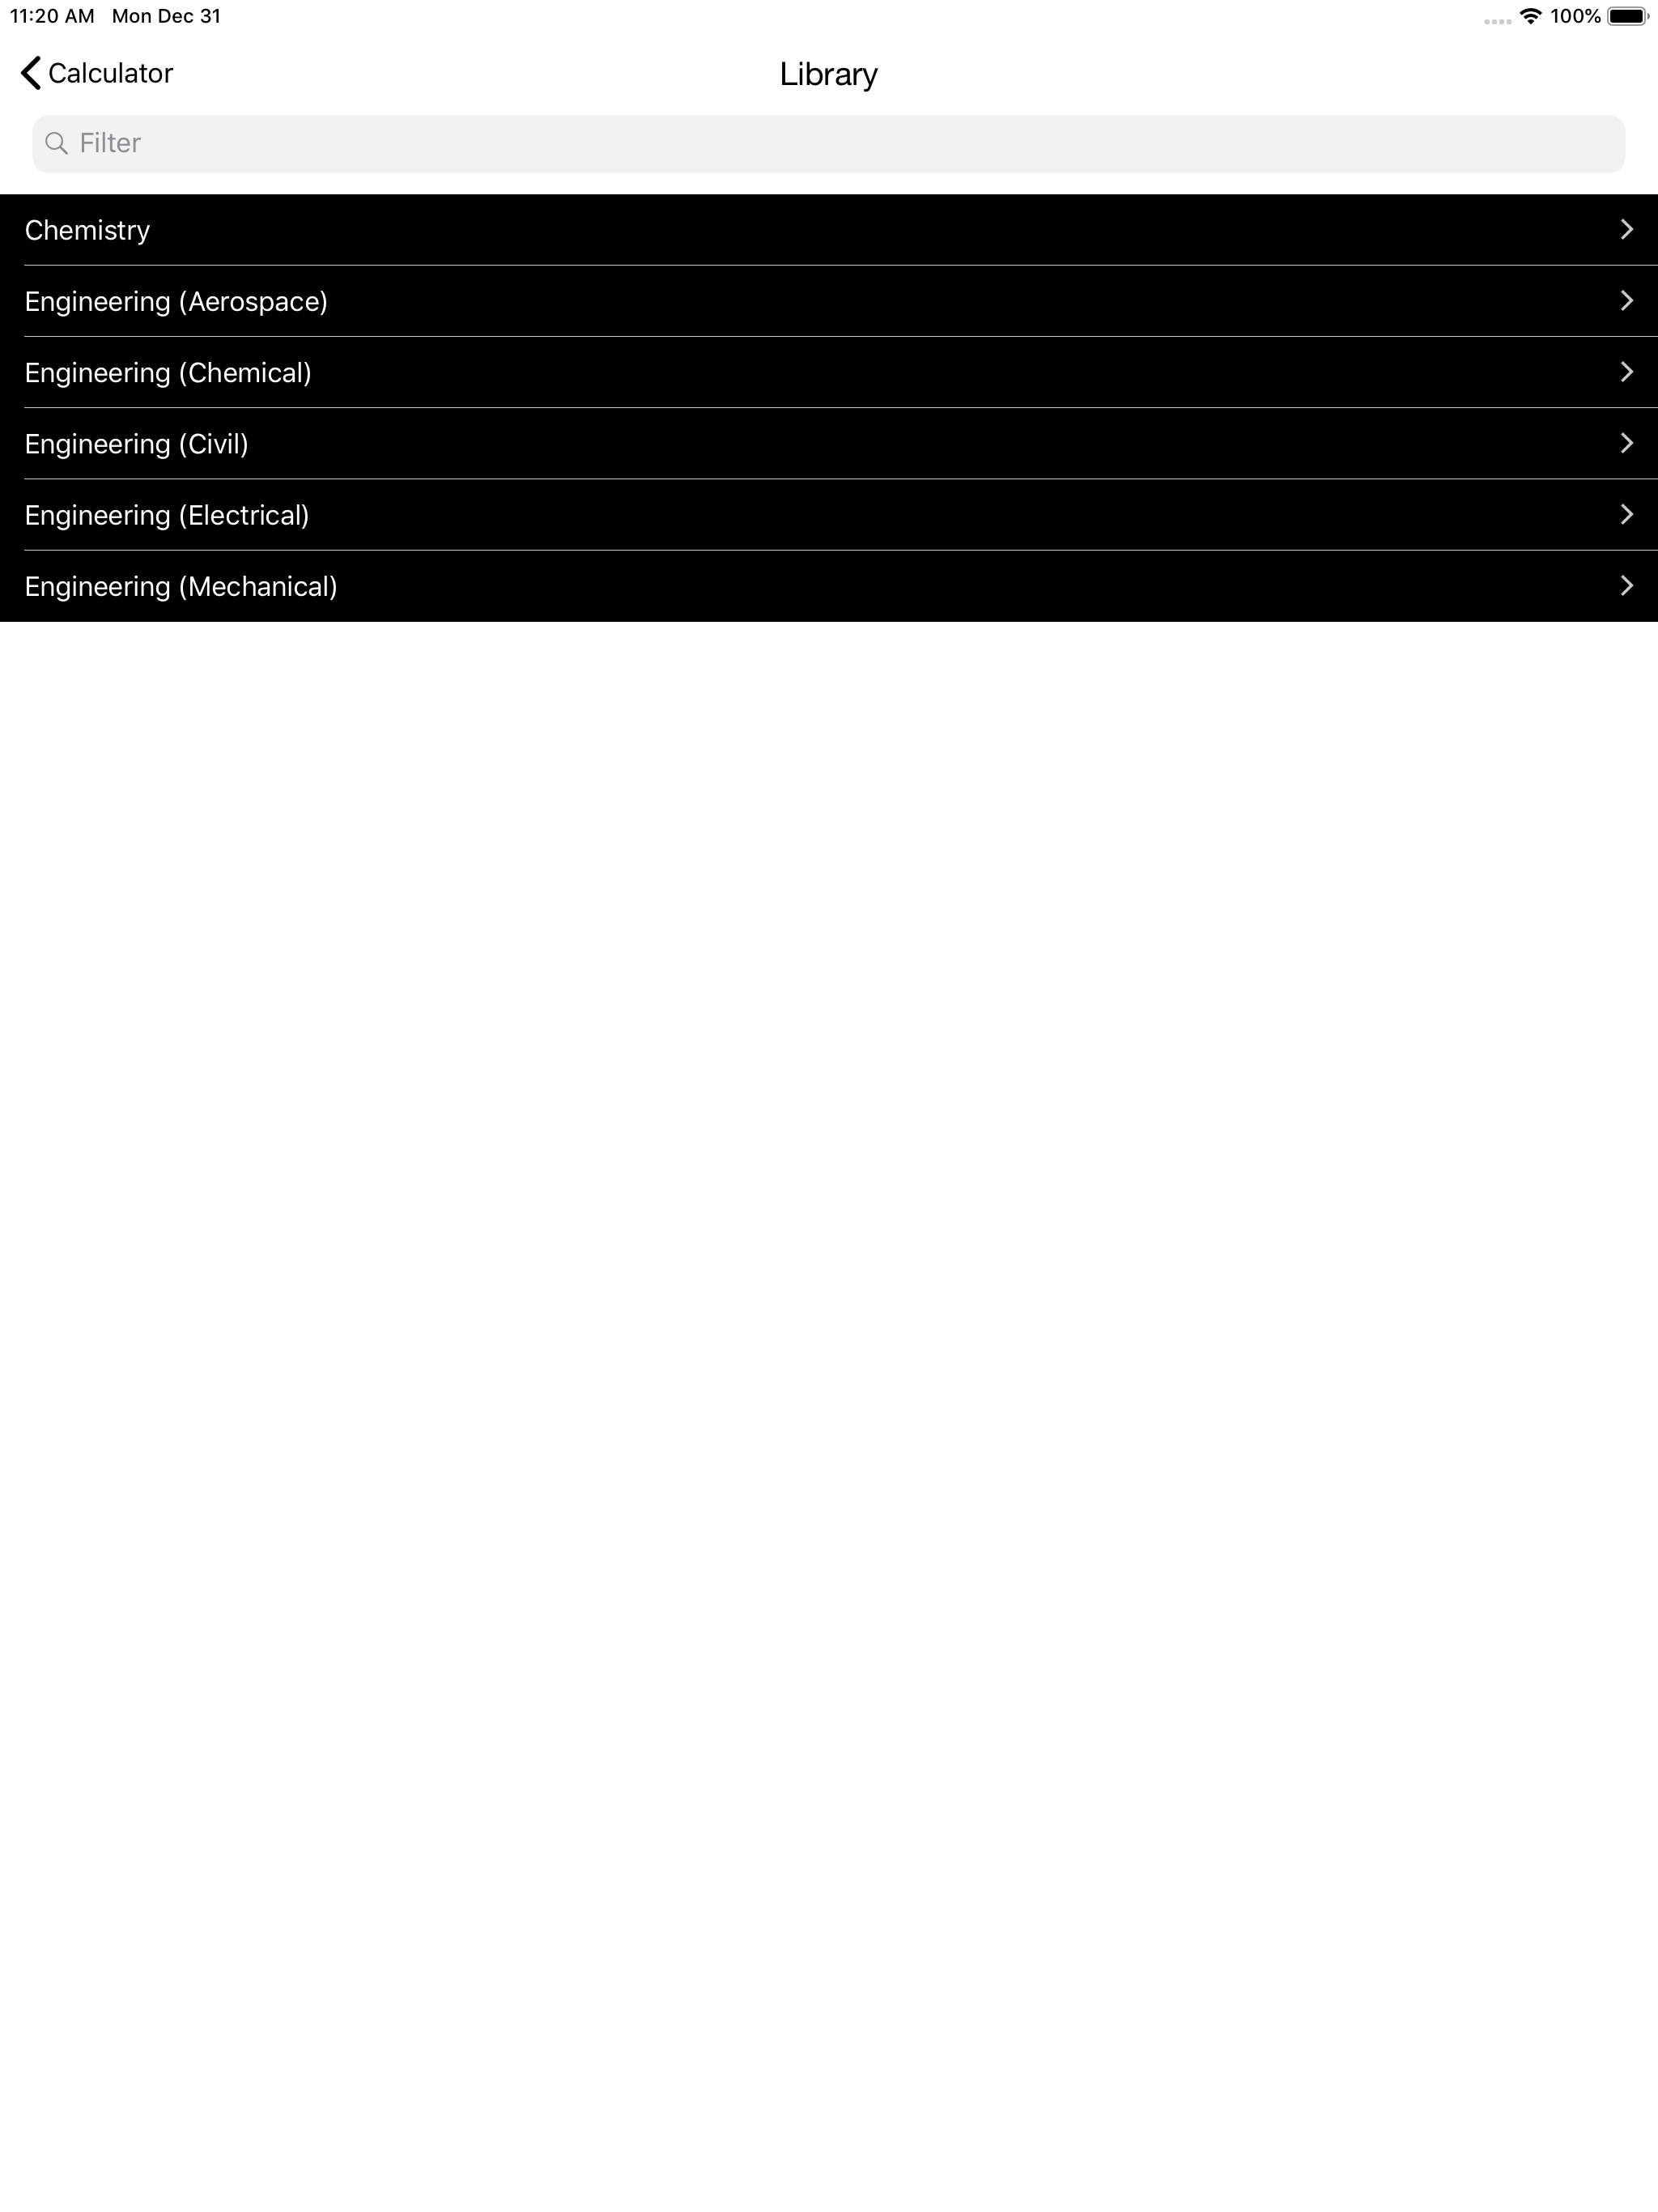 11:20 AM Mon Dec 31 100%
Calculator Library
Filter
Chemistry
Engineering (Aerospace)
Engineering (Chemical)
Engineering (Civil)
Engineering (Electrical)
Engineering (Mechanical)